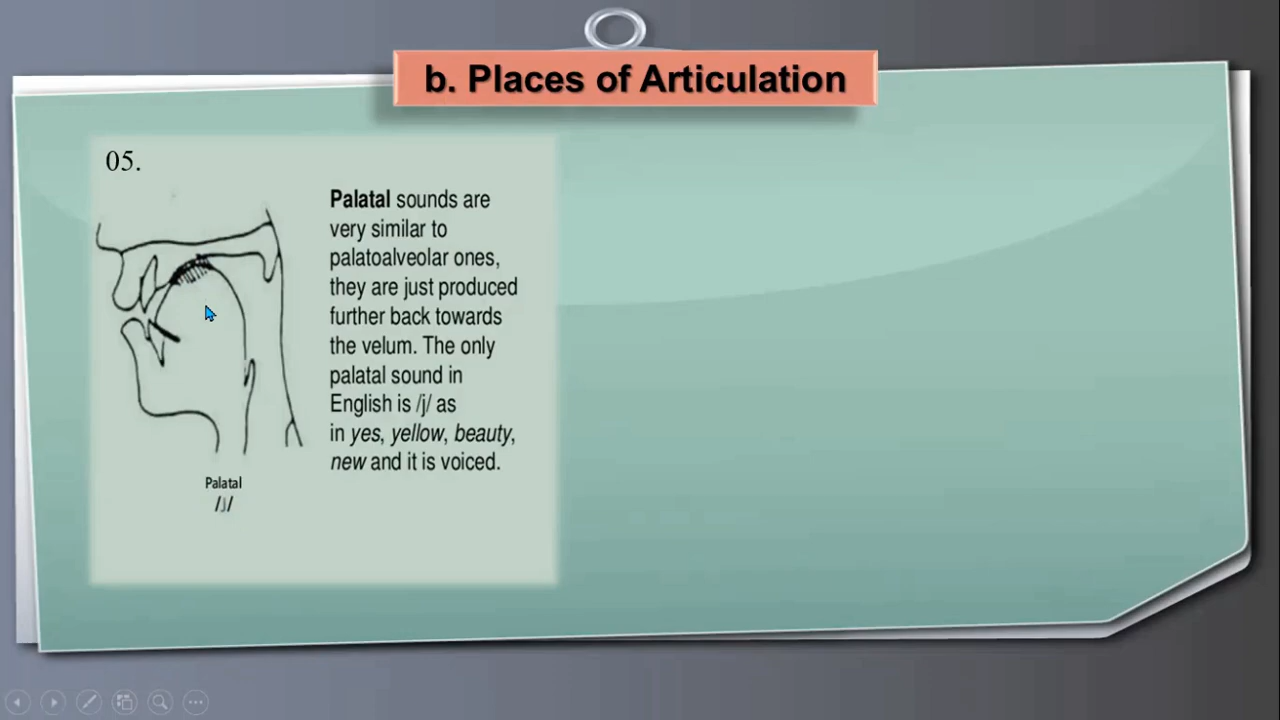 b. Places of Articulation
05.
Palatal sounds are
very similar to
palatoalveolar ones,
they are just produced
further back towards
the velum. The only
palatal sound in
English is /j/ as
in yes, yellow, beauty,
new and it is voiced.
Palatal
/j/